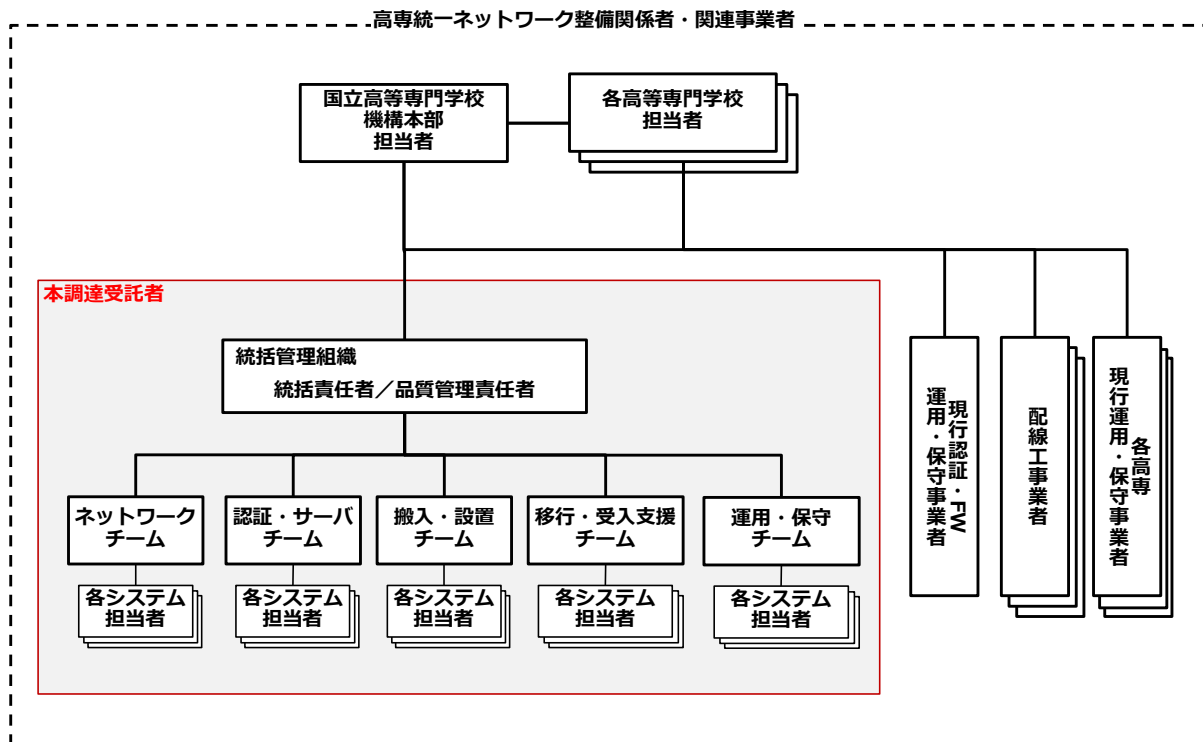 高専統一ネットワーク整備関係者・関連事業者
国立高等専門学校
機構本部
担当者
各高等専門学校
担当者
本調達受託者
統括管理組織
統括責任者／品質管理責任者
ネットワーク
チーム
認証・サーバ
チーム
搬入・設置
チーム
移行・受入支援
チーム
運用・保守
チーム
各システム
担当者
各システム
担当者
各システム
担当者
各システム
担当者
各システム
担当者
現行認証・FW
運用・保守事業者
配線工事業者
各高専
現行運用・保守事業者